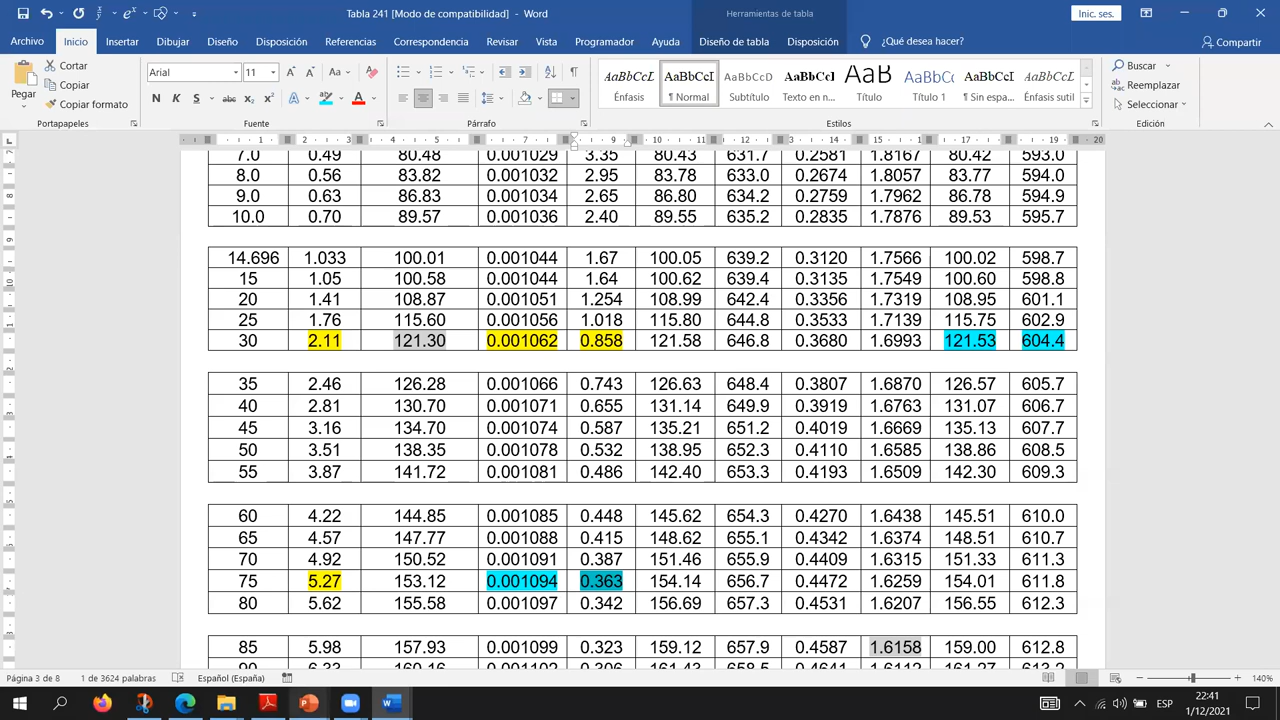 Tabla 241 [Modo de compatibilidad] - Word
Herramientas de tabla
Inic. ses.
Archivo Inicio Insertar Dibujar Diseño Disposición Referencias Correspondencia Revisar Vista Programador Ayuda Diseño de tabla Disposición ¿Qué desea hacer? Compartir
Pegar
Cortar
Copiar
Copiar formato
Portapapeles
Arial 11
N K S abc x₂ x²
Fuente
Párrafo
AaBbCcL AaBbCcI AaBbCcD AaBbCcI AaB AaBbCcI AaBbCcI AaBbCcL
Énfasis ¶ Normal Subtítulo Texto en n... Título Título 1 ¶ Sin espa... Énfasis sutil
Estilos
Buscar
Reemplazar
Seleccionar
Edición
7.0 0.49 80.48 0.001029 3.35 80.43 631.7 0.2581 1.8167 80.42 593.0
8.0 0.56 83.82 0.001032 2.95 83.78 633.0 0.2674 1.8057 83.77 594.0
9.0 0.63 86.83 0.001034 2.65 86.80 634.2 0.2759 1.7962 86.78 594.9
10.0 0.70 89.57 0.001036 2.40 89.55 635.2 0.2835 1.7876 89.53 595.7
14.696 1.033 100.01 0.001044 1.67 100.05 639.2 0.3120 1.7566 100.02 598.7
15 1.05 100.58 0.001044 1.64 100.62 639.4 0.3135 1.7549 100.60 598.8
20 1.41 108.87 0.001051 1.254 108.99 642.4 0.3356 1.7319 108.95 601.1
25 1.76 115.60 0.001056 1.018 115.80 644.8 0.3533 1.7139 115.75 602.9
30 2.11 121.30 0.001062 0.858 121.58 646.8 0.3680 1.6993 121.53 604.4
35 2.46 126.28 0.001066 0.743 126.63 648.4 0.3807 1.6870 126.57 605.7
40 2.81 130.70 0.001071 0.655 131.14 649.9 0.3919 1.6763 131.07 606.7
45 3.16 134.70 0.001074 0.587 135.21 651.2 0.4019 1.6669 135.13 607.7
50 3.51 138.35 0.001078 0.532 138.95 652.3 0.4110 1.6585 138.86 608.5
55 3.87 141.72 0.001081 0.486 142.40 653.3 0.4193 1.6509 142.30 609.3
60 4.22 144.85 0.001085 0.448 145.62 654.3 0.4270 1.6438 145.51 610.0
65 4.57 147.77 0.001088 0.415 148.62 655.1 0.4342 1.6374 148.51 610.7
70 4.92 150.52 0.001091 0.387 151.46 655.9 0.4409 1.6315 151.33 611.3
75 5.27 153.12 0.001094 0.363 154.14 656.7 0.4472 1.6259 154.01 611.8
80 5.62 155.58 0.001097 0.342 156.69 657.3 0.4531 1.6207 156.55 612.3
85 5.98 157.93 0.001099 0.323 159.12 657.9 0.4587 1.6158 159.00 612.8
Página 3 de 8 1 de 3624 palabras Español (España) 140%
ESP
22:41
1/12/2021